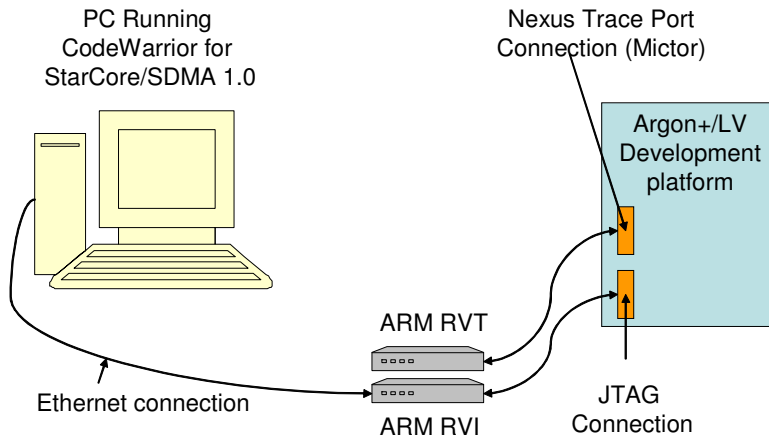 PC Running
CodeWarrior for
StarCore/SDMA 1.0
Nexus Trace Port
Connection (Mictor)
Argon+/LV
Development
platform
ARM RVT
Ethernet connection
ARM RVI
JTAG
Connection